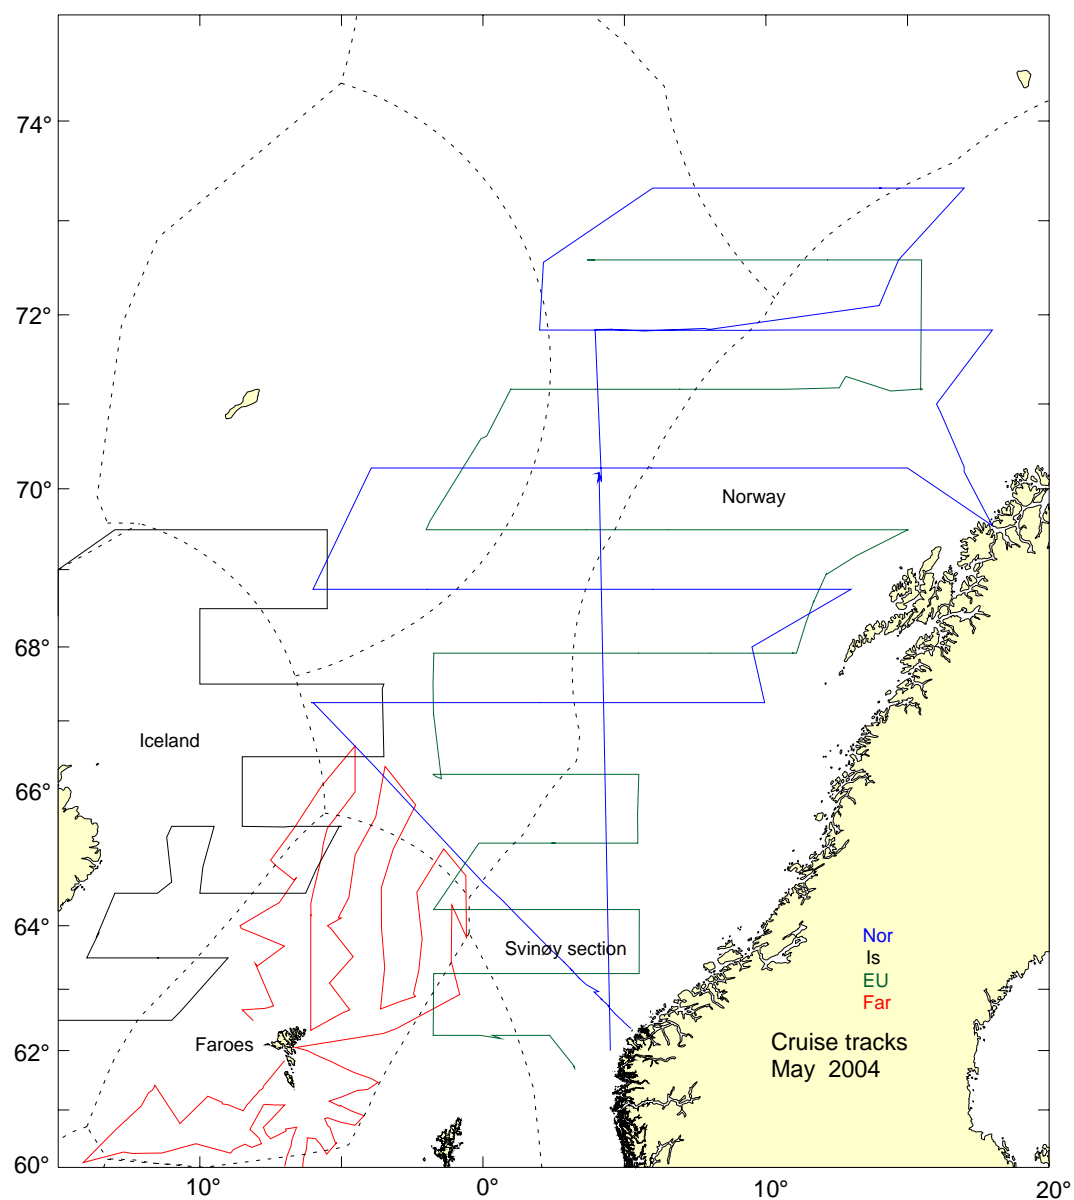 74°
72°
70°
Norway
68°
Iceland
66°
64°
Svinøy section
Nor
Is
EU
Far
Faroes
62°
Cruise tracks
May 2004
60°
10°
0°
10°
20°